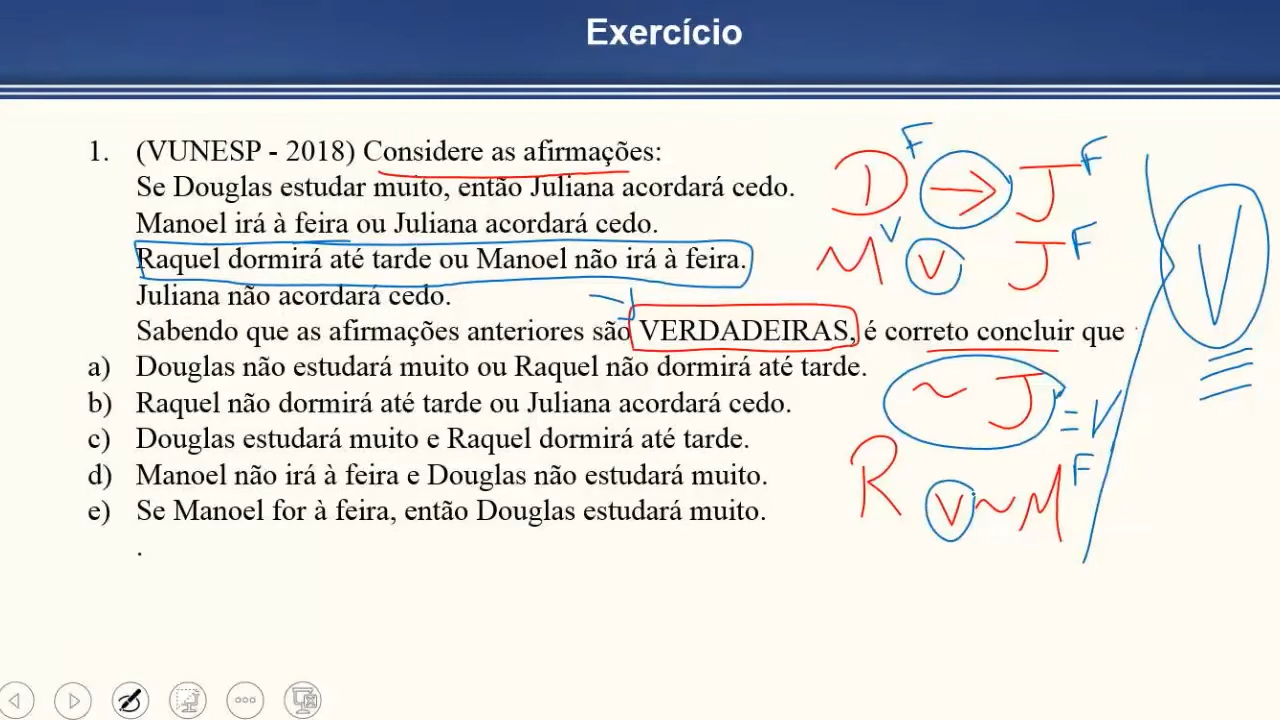 Exercício
1. (VUNESP - 2018) Considere as afirmações:
Se Douglas estudar muito, então Juliana acordará cedo.
Manoel irá à feira ou Juliana acordará cedo.
Raquel dormirá até tarde ou Manoel não irá à feira.
Juliana não acordará cedo.
Sabendo que as afirmações anteriores são VERDADEIRAS, é correto concluir que
a) Douglas não estudará muito ou Raquel não dormirá até tarde.
b) Raquel não dormirá até tarde ou Juliana acordará cedo.
c) Douglas estudará muito e Raquel dormirá até tarde.
d) Manoel não irá à feira e Douglas não estudará muito.
e) Se Manoel for à feira, então Douglas estudará muito.
.
D F → J F
M V v J F
V
~ J = V
R v ~ M F